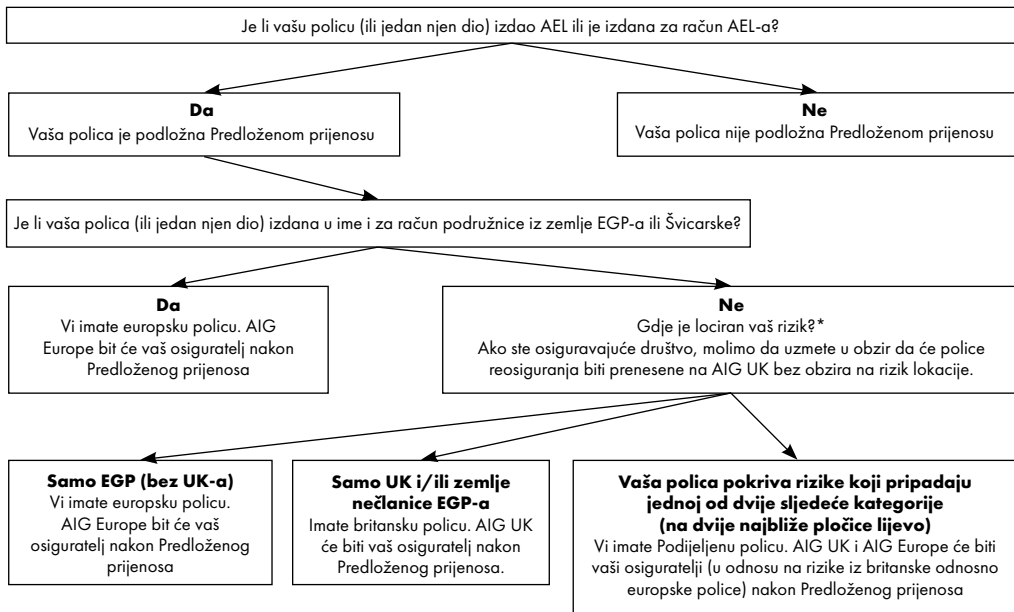 Je li vašu policu (ili jedan njen dio) izdao AEL ili je izdana za račun AEL-a?
Da
Vaša polica je podložna Predloženom prijenosu
Ne
Vaša polica nije podložna Predloženom prijenosu
Je li vaša polica (ili jedan njen dio) izdana u ime i za račun podružnice iz zemlje EGP-a ili Švicarske?
Da
Vi imate europsku policu. AIG
Europe bit će vaš osiguratelj nakon
Predloženog prijenosa
Ne
Gdje je lociran vaš rizik?*
Ako ste osiguravajuće društvo, molimo da uzmete u obzir da će police
reosiguranja biti prenesene na AIG UK bez obzira na rizik lokacije.
Samo EGP (bez UK-a)
Vi imate europsku policu.
AIG Europe bit će vaš
osiguratelj nakon Predloženog
prijenosa
Samo UK i/ili zemlje
nečlanice EGP-a
Imate britansku policu. AIG UK
će biti vaš osiguratelj nakon
Predloženog prijenosa.
Vaša polica pokriva rizike koji pripadaju
jednoj od dvije sljedeće kategorije
(na dvije najbliže pločice lijevo)
Vi imate Podijeljenu policu. AIG UK i AIG Europe će biti
vaši osiguratelji (u odnosu na rizike iz britanske odnosno
europske police) nakon Predloženog prijenosa